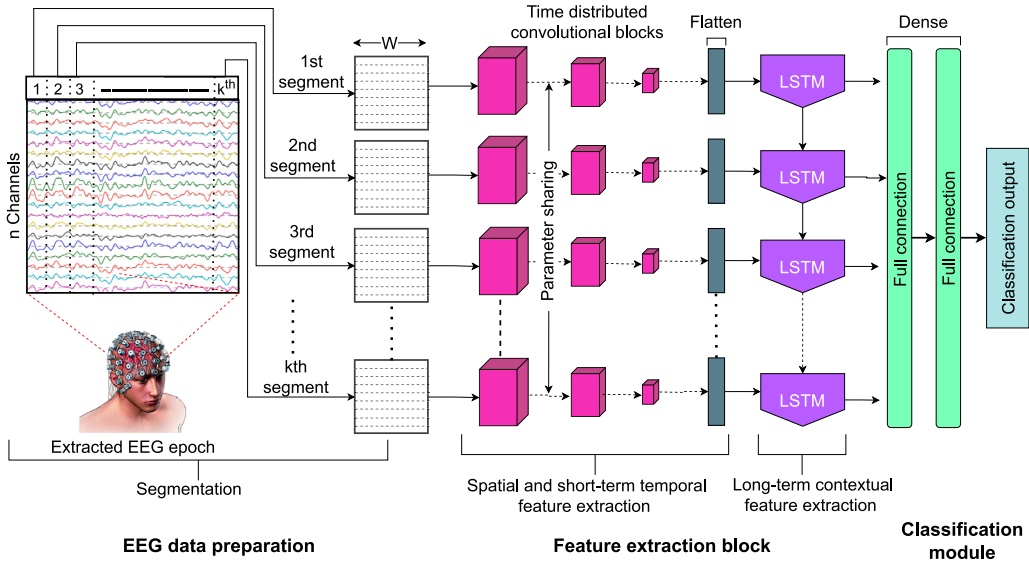 W
Time distributed
convolutional blocks
Flatten
Dense
1 2 3 kth
n Channels
1st
segment
2nd
segment
3rd
segment
kth
segment
Parameter sharing
LSTM
LSTM
LSTM
LSTM
Full connection
Full connection
Classification output
Extracted EEG epoch
Segmentation
Spatial and short-term temporal
feature extraction
Long-term contextual
feature extraction
EEG data preparation
Feature extraction block
Classification
module